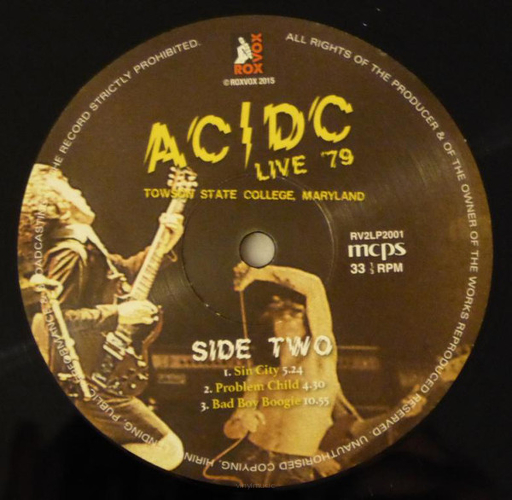 ROX
VOX
© ROXVOX 2015
ALL RIGHTS OF THE PRODUCER & OF THE OWNER OF THE WORKS REPRODUCED RESERVED. UNAUTHORISED COPYING, HIRING, LENDING, PUBLIC PERFORMANCE & BROADCASTING OF THE RECORD STRICTLY PROHIBITED.
AC/DC
LIVE '79
TOWSON STATE COLLEGE, MARYLAND
RV2LP2001
mcps
33 1/3 RPM
SIDE TWO
1. Sin City 5.24
2. Problem Child 4.30
3. Bad Boy Boogie 10.55